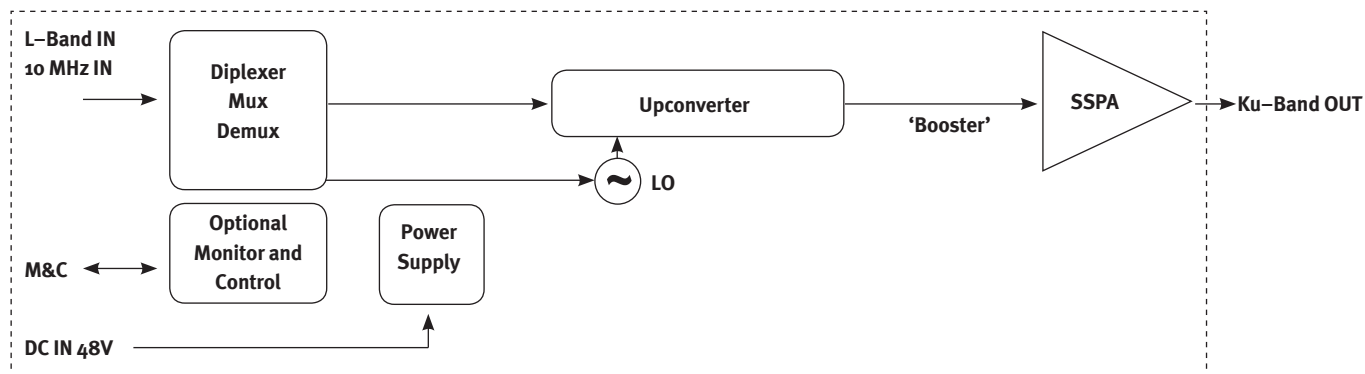 L–Band IN
10 MHz IN
Diplexer
Mux
Demux
Upconverter
'Booster'
SSPA
Ku–Band OUT
~
LO
Optional
Monitor and
Control
Power
Supply
M&C
DC IN 48V